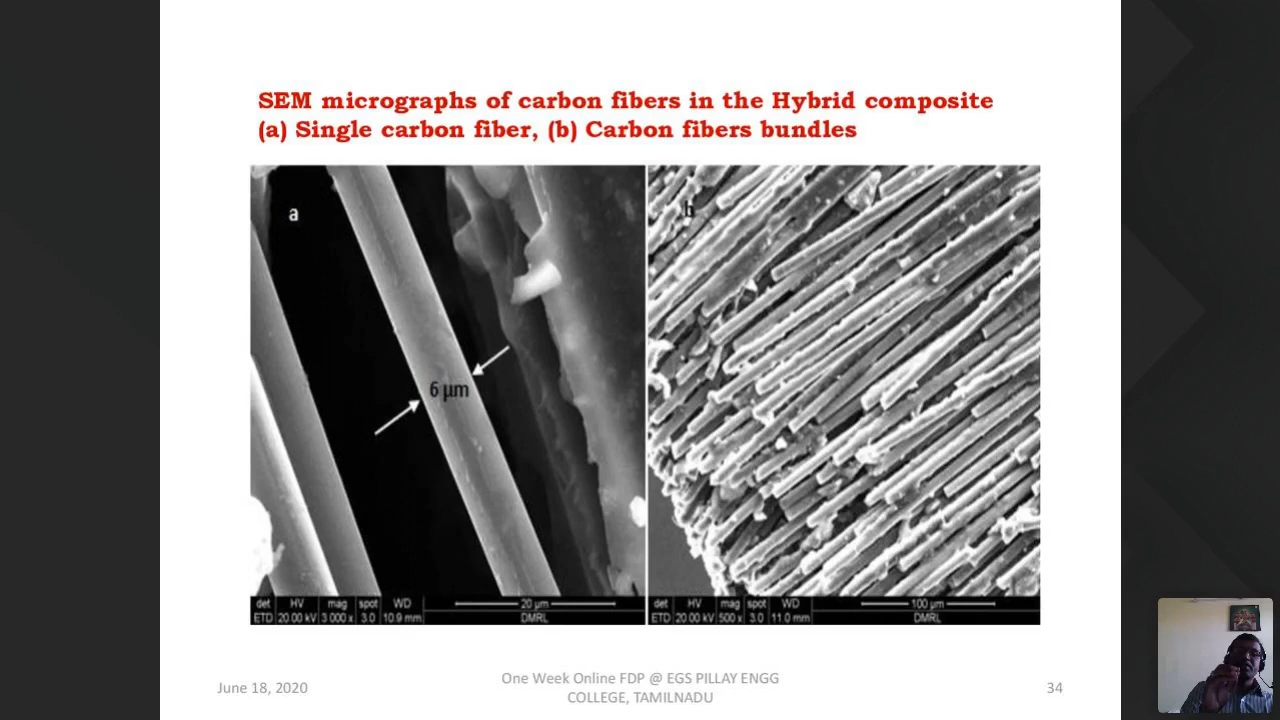 SEM micrographs of carbon fibers in the Hybrid composite
(a) Single carbon fiber, (b) Carbon fibers bundles
a
b
6 µm
det HV mag spot WD 20 µm
ETD 20.00 kV 3 000 x 3.0 10.9 mm DMRL
det HV mag spot WD 100 µm
ETD 20.00 kV 500 x 3.0 11.0 mm DMRL
June 18, 2020
One Week Online FDP @ EGS PILLAY ENGG
COLLEGE, TAMILNADU
34